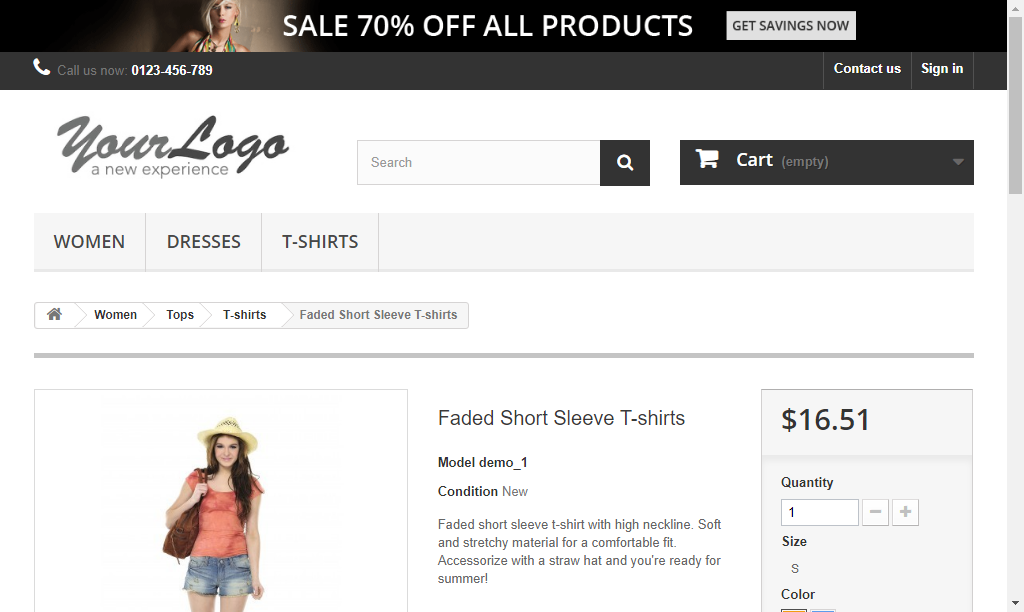 SALE 70% OFF ALL PRODUCTS
GET SAVINGS NOW
Call us now: 0123-456-789
Contact us
Sign in
YourLogo
a new experience
Search
Cart (empty)
WOMEN
DRESSES
T-SHIRTS
Women
Tops
T-shirts
Faded Short Sleeve T-shirts
Faded Short Sleeve T-shirts
Model demo_1
Condition New
Faded short sleeve t-shirt with high neckline. Soft
and stretchy material for a comfortable fit.
Accessorize with a straw hat and you're ready for
summer!
$16.51
Quantity
1
Size
S
Color